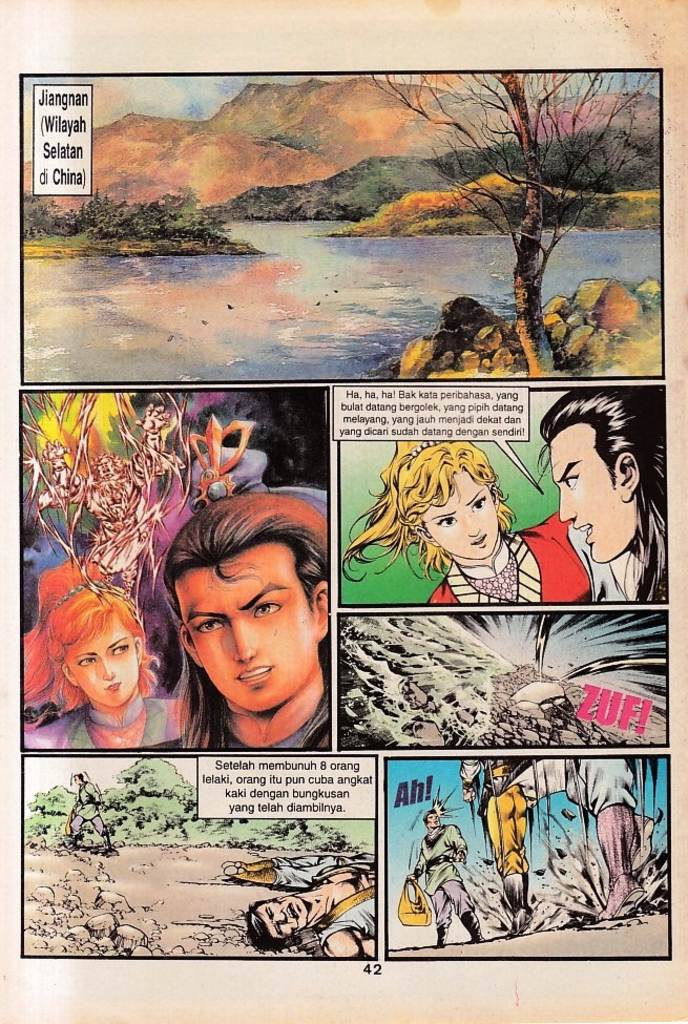 Jiangnan
(Wilayah
Selatan
di China)
Ha, ha, ha! Bak kata peribahasa, yang
bulat datang bergolek, yang pipih datang
melayang, yang jauh menjadi dekat dan
yang dicari sudah datang dengan sendiri!
ZUF!
Setelah membunuh 8 orang
lelaki, orang itu pun cuba angkat
kaki dengan bungkusan
yang telah diambilnya.
Ah!
42